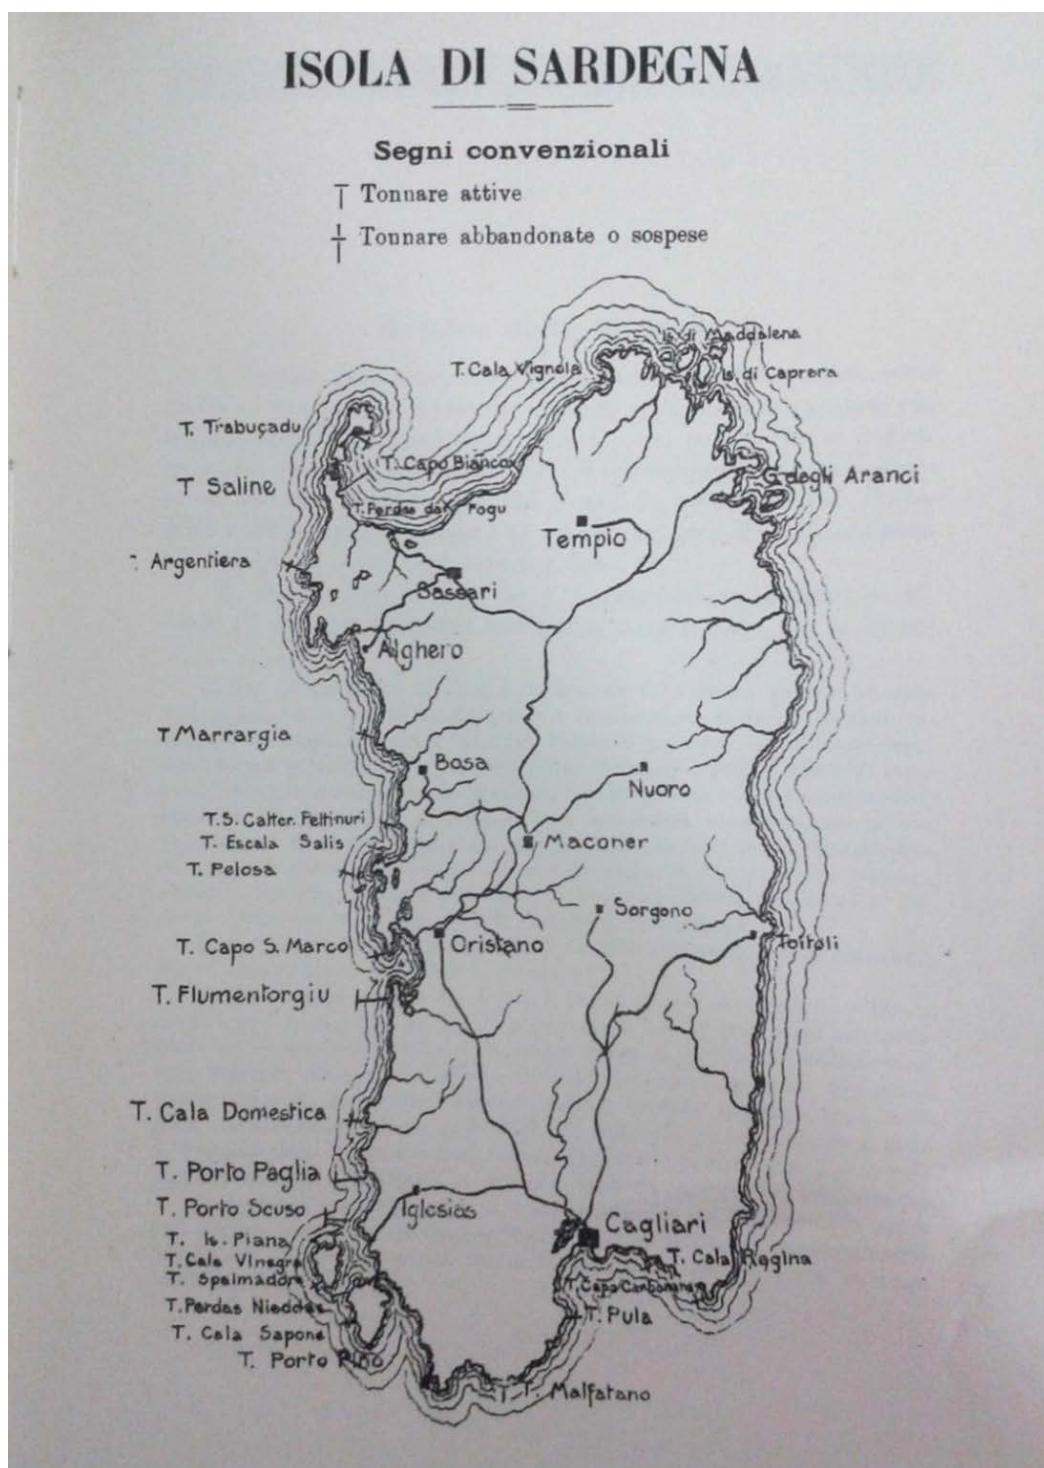 ISOLA DI SARDEGNA
Segni convenzionali
Tonnare attive
Tonnare abbandonate o sospese
Is. di Maddalena
T. Cala Vignola
Is. di Caprera
T. Trabuçadu
T. Capo Bianco
G. degli Aranci
T Saline
T. Perdas de Fogu
Tempio
Argentiera
Sassari
Alghero
T Marrargia
Bosa
Nuoro
T. S. Catter. Peltinuri
T. Escala Salis
Macomer
T. Pelosa
Sorgono
T. Capo S. Marco
Oristano
Tortoli
T. Flumentorgiu
T. Cala Domestica
T. Porto Paglia
T. Porto Scuso
Iglesias
Cagliari
T. Is. Piana
T. Cala Vinagra
T. Cala Regina
T. Spalmadore
T. Capo Carbonara
T. Perdas Nieddas
T. Pula
T. Cala Sapone
T. Porto Pino
T. Malfatano